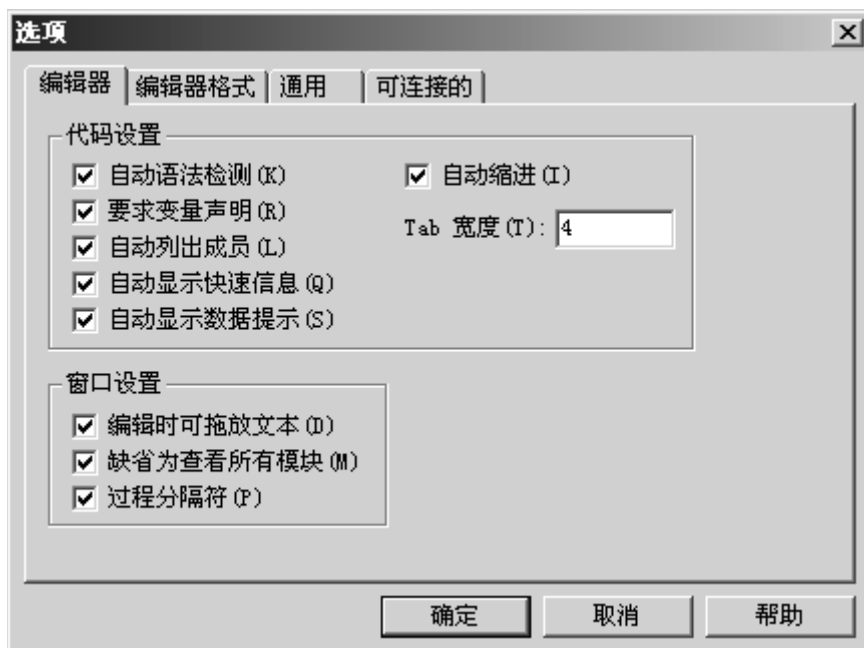 选项
编辑器 编辑器格式 通用 可连接的
代码设置
自动语法检测(K)
要求变量声明(R)
自动列出成员(L)
自动显示快速信息(Q)
自动显示数据提示(S)
自动缩进(I)
Tab 宽度(T): 4
窗口设置
编辑时可拖放文本(D)
缺省为查看所有模块(M)
过程分隔符(P)
确定 取消 帮助